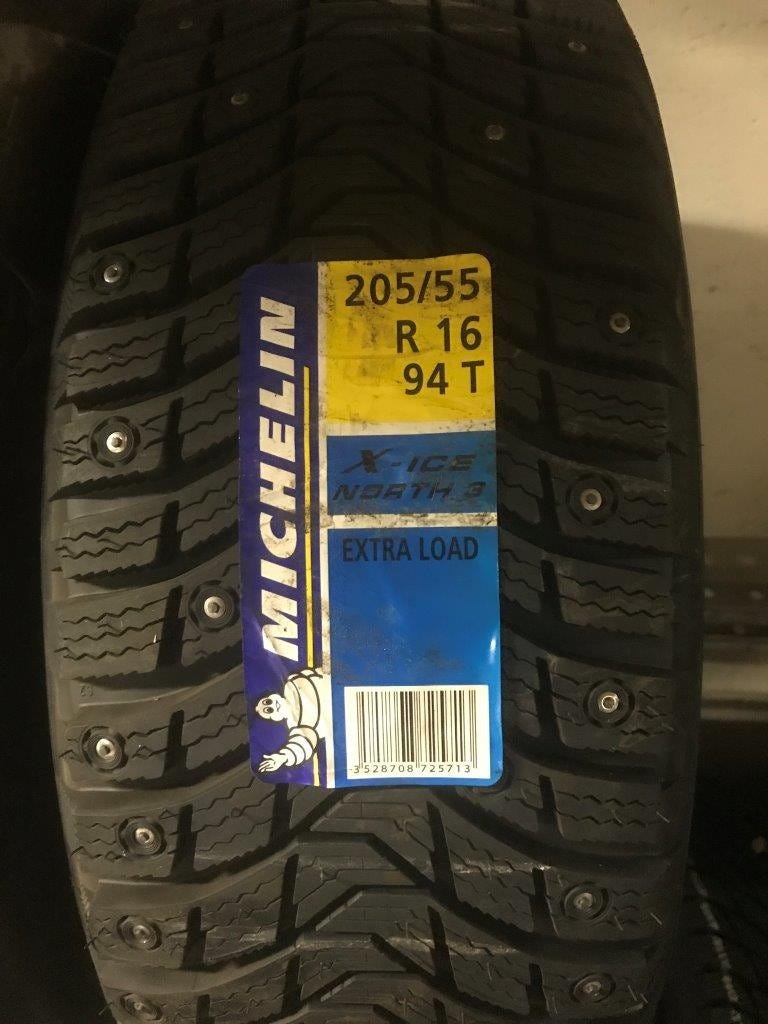 MICHELIN
205/55
R 16
94 T
X-ICE
NORTH 3
EXTRA LOAD
3 528708 725713